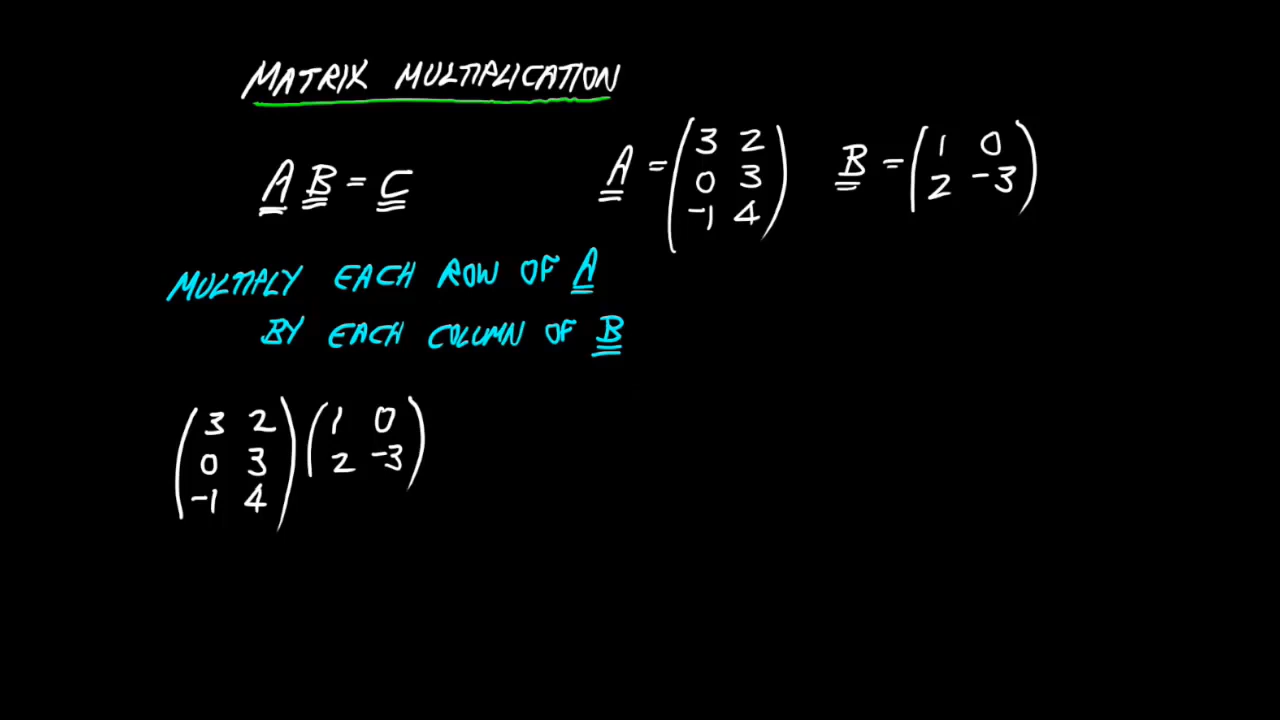 MATRIX MULTIPLICATION
A B = C
A = (3 2
0 3
-1 4)
B = (1 0
2 -3)
MULTIPLY EACH ROW OF A
BY EACH COLUMN OF B
(3 2
0 3
-1 4)
(1 0
2 -3)